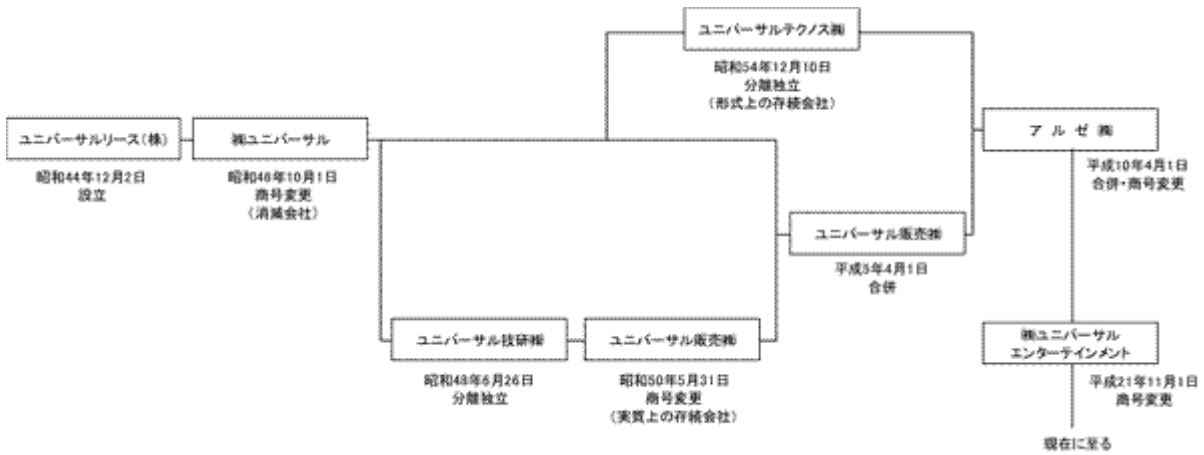 ユニバーサルテクノス㈱
昭和54年12月10日
分離独立
（形式上の存続会社）
ユニバーサルリース（株）
昭和44年12月2日
設立
㈱ユニバーサル
昭和46年10月1日
商号変更
（消滅会社）
ア ル ゼ ㈱
平成10年4月1日
合併・商号変更
ユニバーサル販売㈱
平成5年4月1日
合併
ユニバーサル技研㈱
昭和48年6月26日
分離独立
ユニバーサル販売㈱
昭和50年5月31日
商号変更
（実質上の存続会社）
㈱ユニバーサル
エンターテインメント
平成21年11月1日
商号変更
現在に至る